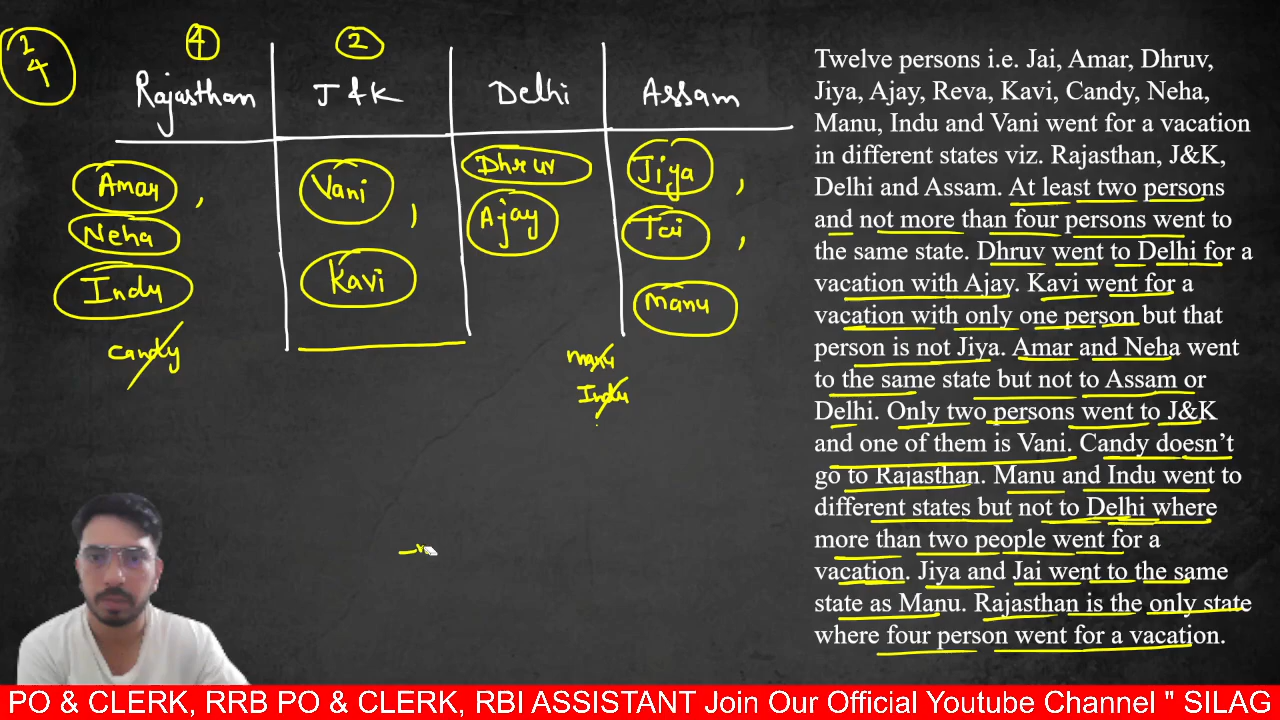 2
4
4
2
Rajasthan J&K Delhi Assam
Amar, Vani, Dhruv Jiya,
Neha Ajay Jai,
Indu Kavi Manu
Candy
Manu
Indu
Twelve persons i.e. Jai, Amar, Dhruv,
Jiya, Ajay, Reva, Kavi, Candy, Neha,
Manu, Indu and Vani went for a vacation
in different states viz. Rajasthan, J&K,
Delhi and Assam. At least two persons
and not more than four persons went to
the same state. Dhruv went to Delhi for a
vacation with Ajay. Kavi went for a
vacation with only one person but that
person is not Jiya. Amar and Neha went
to the same state but not to Assam or
Delhi. Only two persons went to J&K
and one of them is Vani. Candy doesn’t
go to Rajasthan. Manu and Indu went to
different states but not to Delhi where
more than two people went for a
vacation. Jiya and Jai went to the same
state as Manu. Rajasthan is the only state
where four person went for a vacation.
PO & CLERK, RRB PO & CLERK, RBI ASSISTANT Join Our Official Youtube Channel " SILAG